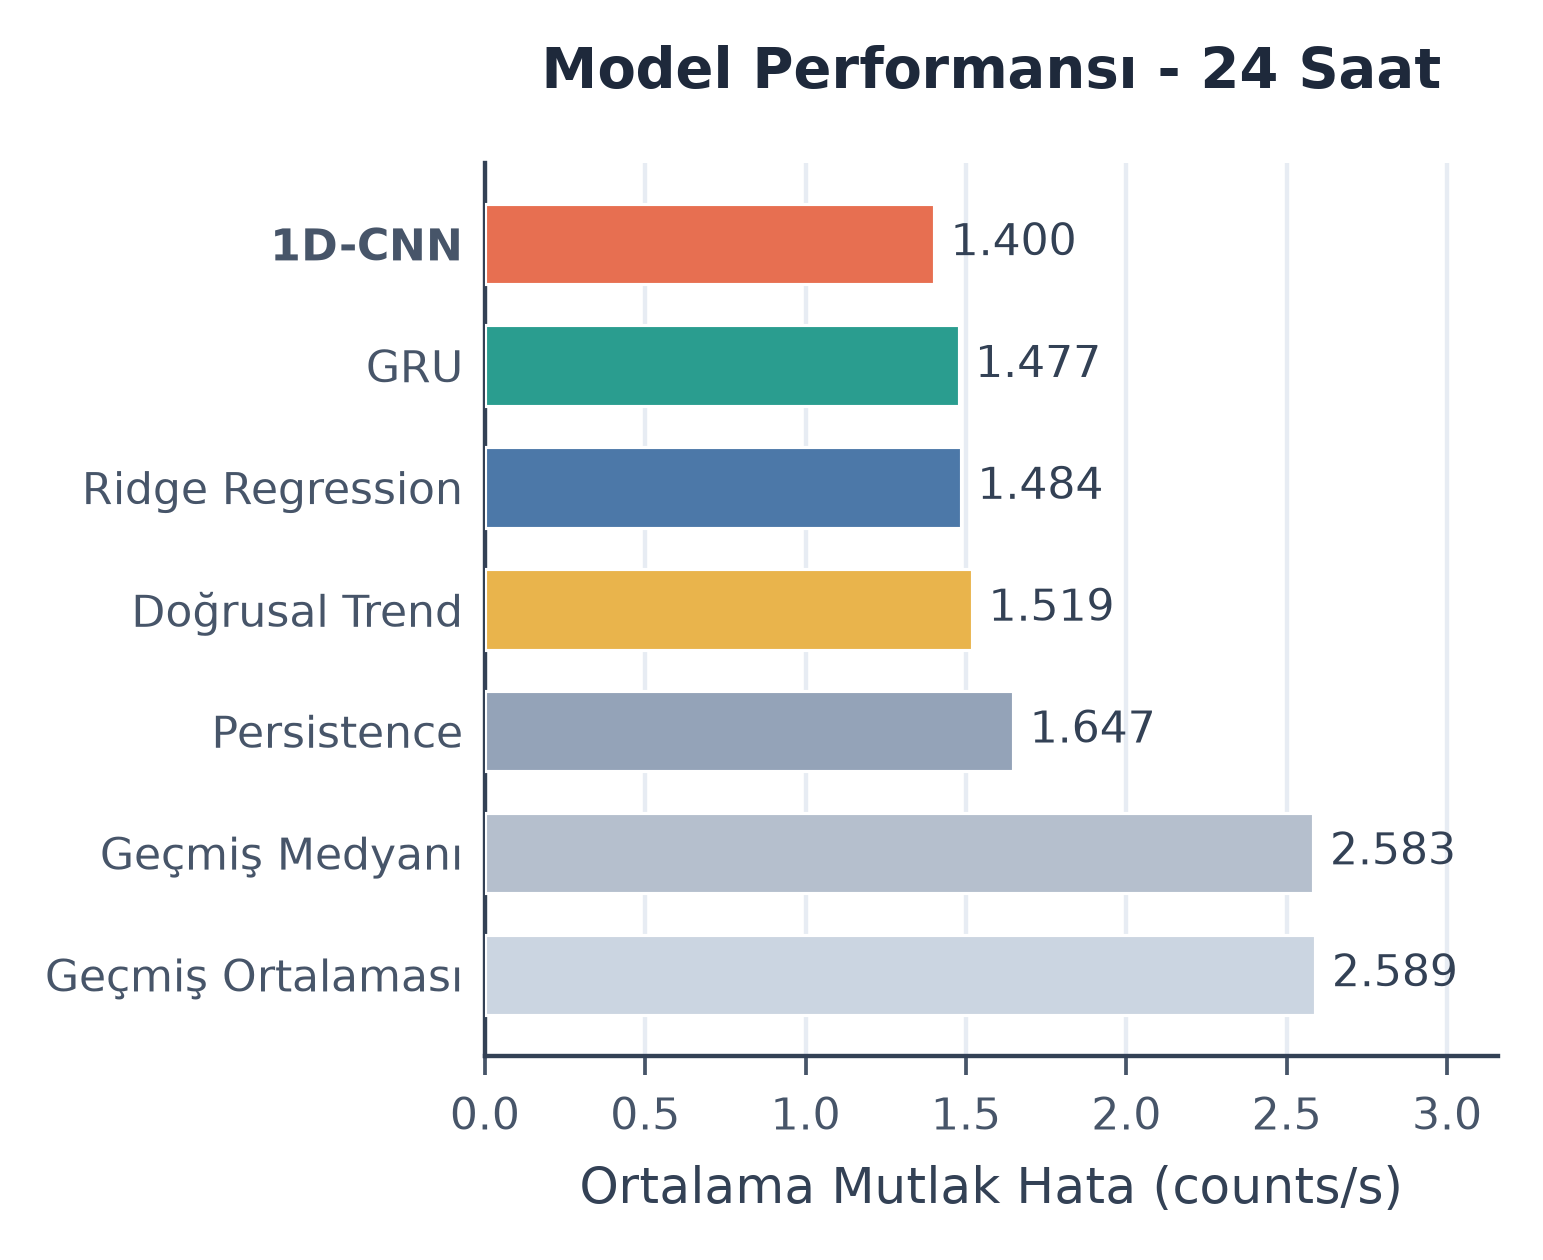 Model Performansı - 24 Saat
1D-CNN 1.400
GRU 1.477
Ridge Regression 1.484
Doğrusal Trend 1.519
Persistence 1.647
Geçmiş Medyanı 2.583
Geçmiş Ortalaması 2.589
0.0 0.5 1.0 1.5 2.0 2.5 3.0
Ortalama Mutlak Hata (counts/s)